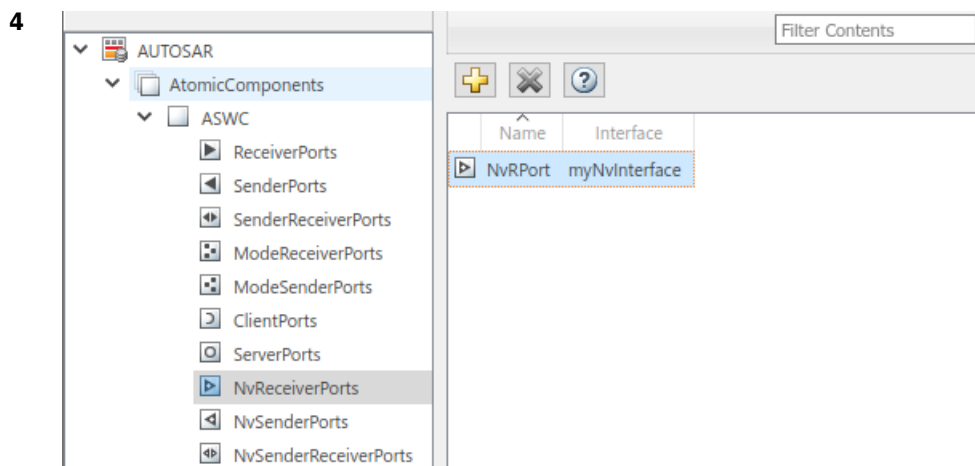 4
Filter Contents
AUTOSAR
AtomicComponents
ASWC
ReceiverPorts
SenderPorts
SenderReceiverPorts
ModeReceiverPorts
ModeSenderPorts
ClientPorts
ServerPorts
NvReceiverPorts
NvSenderPorts
NvSenderReceiverPorts
Name Interface
NvRPort myNvInterface